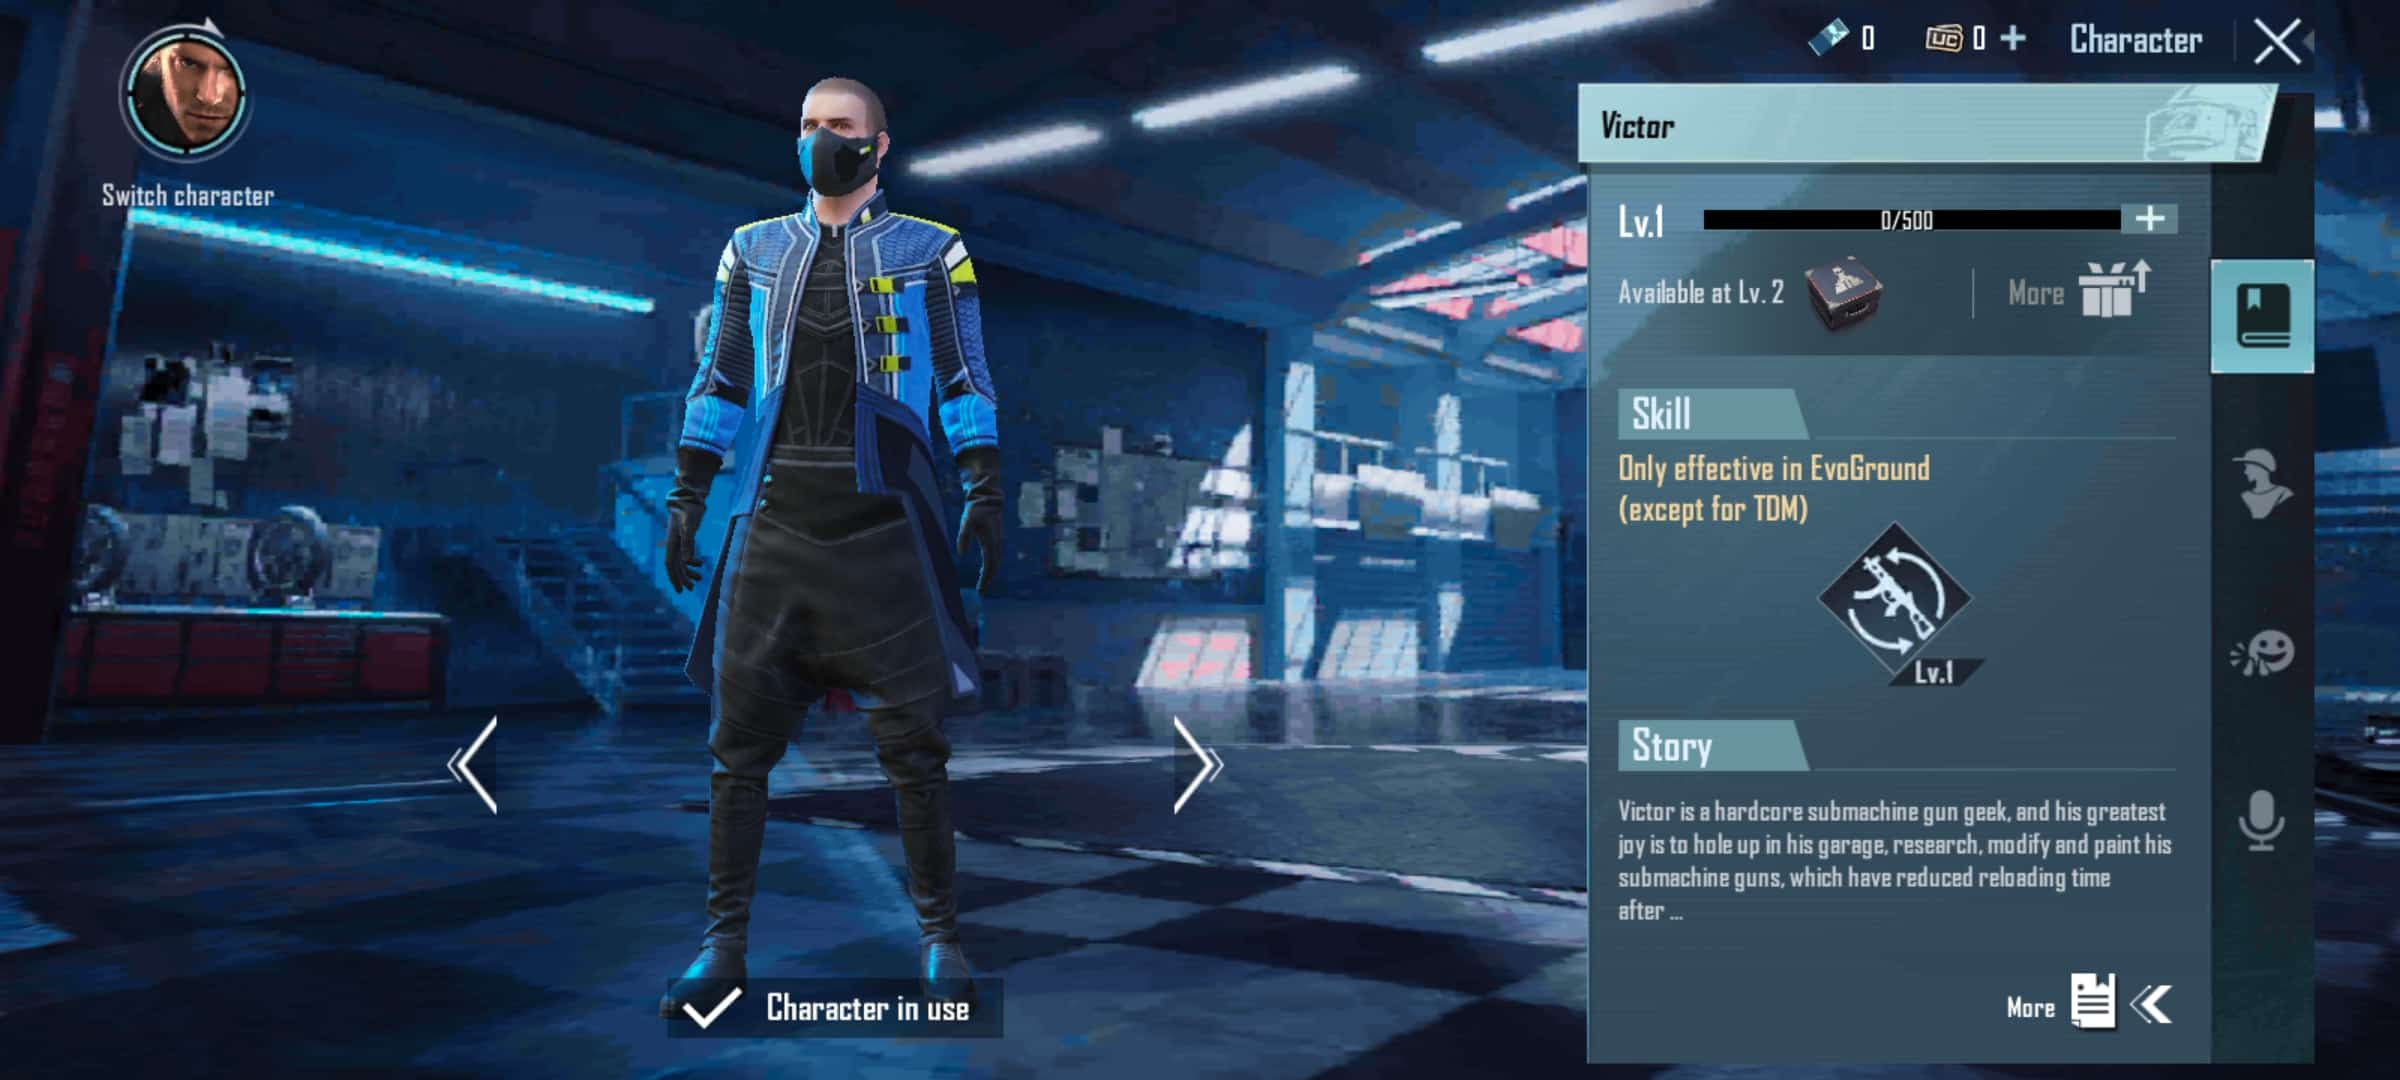 0
UC 0
Character
Switch character
Victor
Lv.1
0/500
Available at Lv. 2
More
Skill
Only effective in EvoGround
(except for TDM)
Lv.1
Story
Victor is a hardcore submachine gun geek, and his greatest
joy is to hole up in his garage, research, modify and paint his
submachine guns, which have reduced reloading time
after ...
Character in use
More